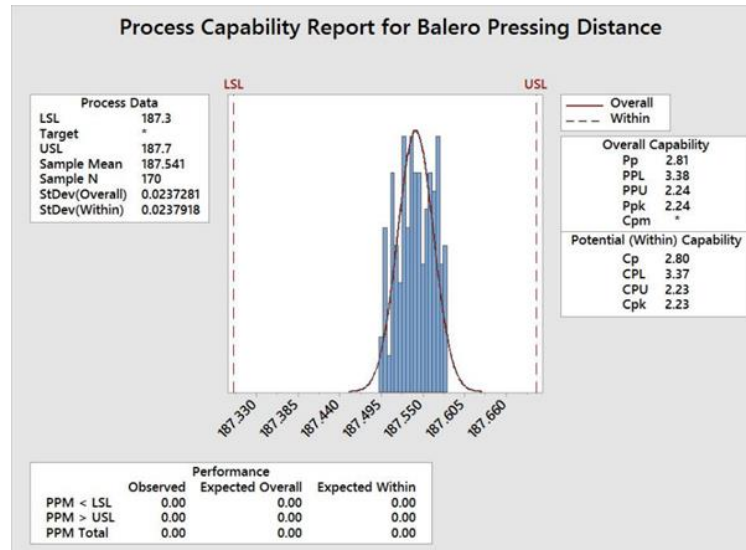 Process Capability Report for Balero Pressing Distance
LSL USL
Process Data
LSL 187.3
Target *
USL 187.7
Sample Mean 187.541
Sample N 170
StDev(Overall) 0.0237281
StDev(Within) 0.0237918
Overall
Within
Overall Capability
Pp 2.81
PPL 3.38
PPU 2.24
Ppk 2.24
Cpm *
Potential (Within) Capability
Cp 2.80
CPL 3.37
CPU 2.23
Cpk 2.23
187.330 187.385 187.440 187.495 187.550 187.605 187.660
Performance
Observed Expected Overall Expected Within
PPM < LSL 0.00 0.00 0.00
PPM > USL 0.00 0.00 0.00
PPM Total 0.00 0.00 0.00